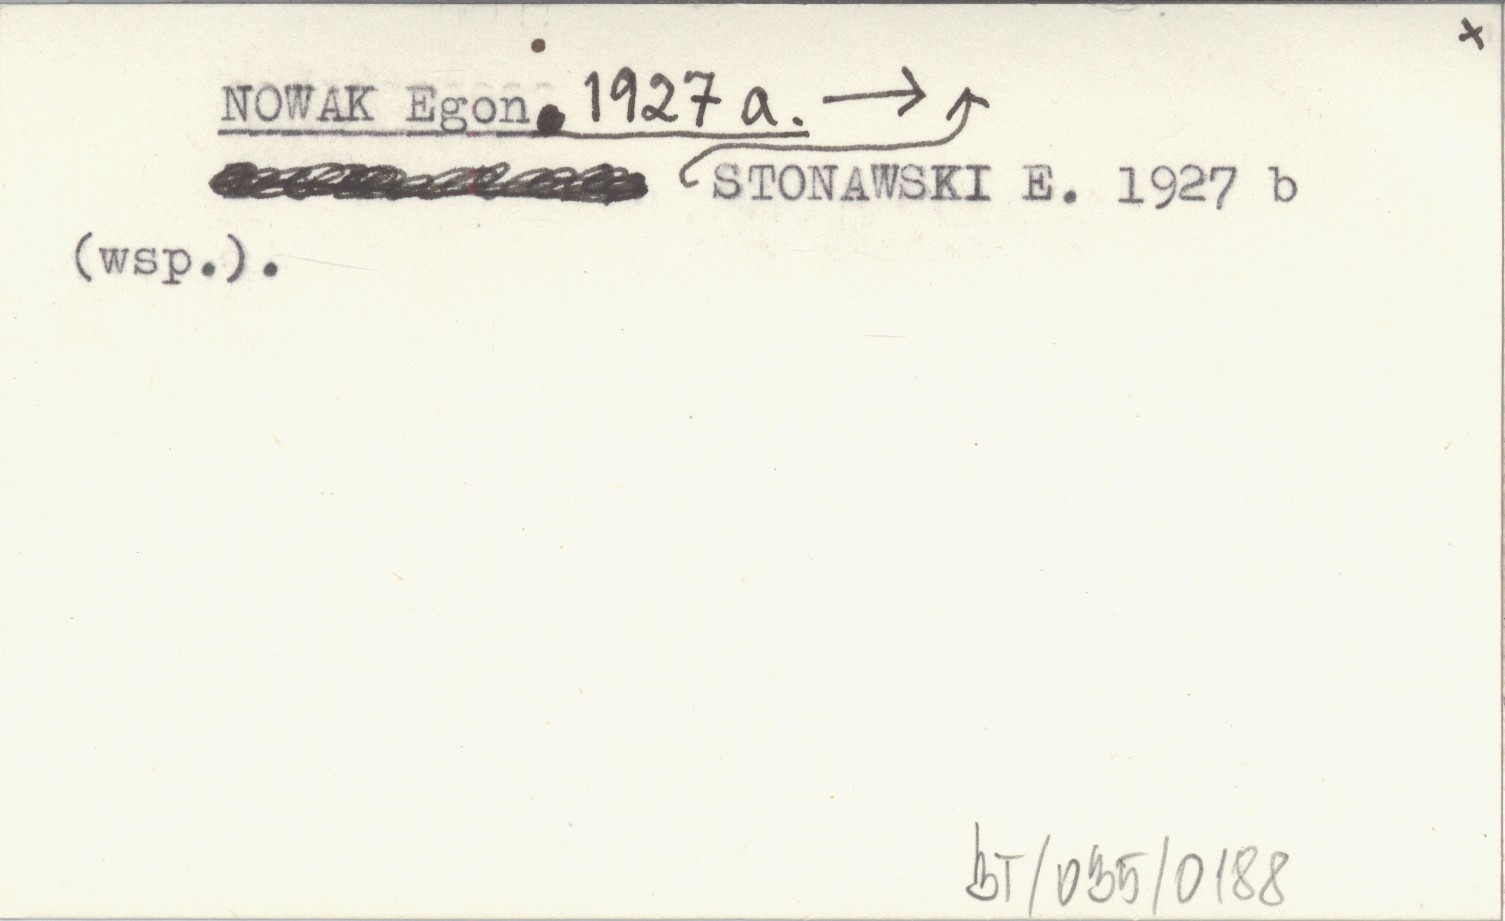 x
NOWAK Egon. 1927 a. →
STONAWSKI E. 1927 b
(wsp.).
BT/035/0188